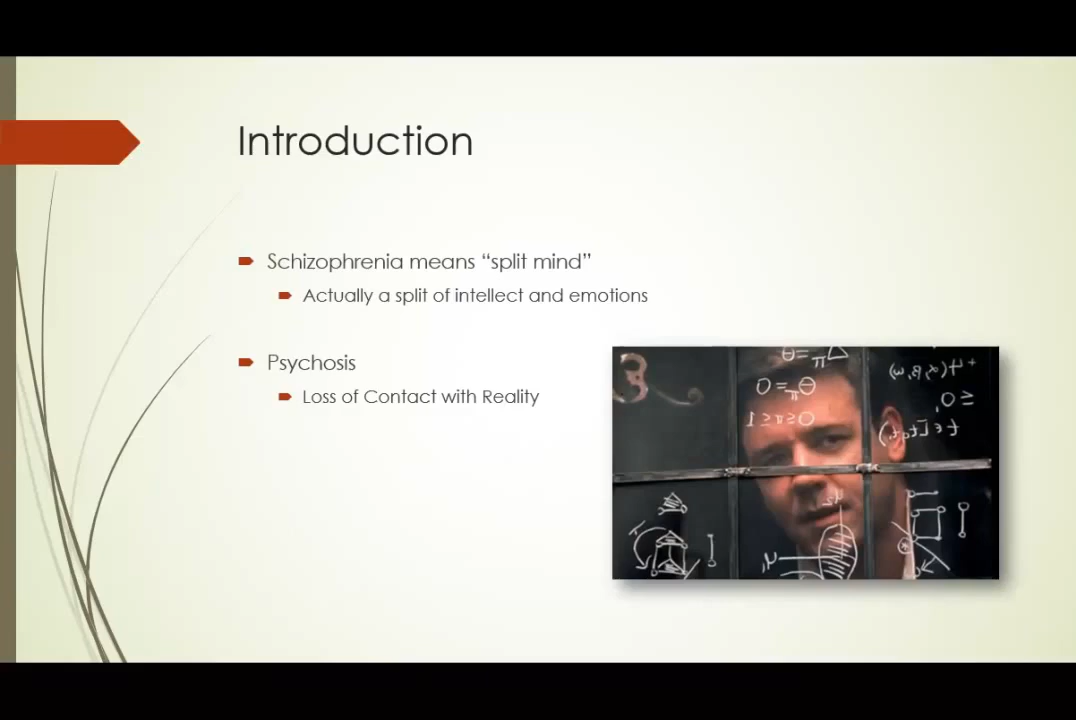 Introduction
Schizophrenia means “split mind”
Actually a split of intellect and emotions
Psychosis
Loss of Contact with Reality